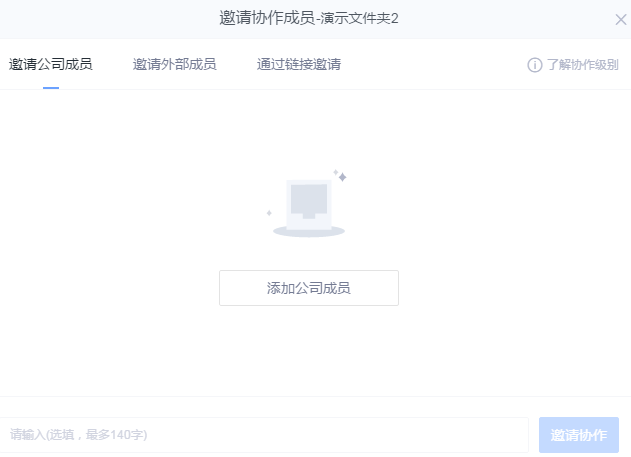 邀请协作成员-演示文件夹2
邀请公司成员 邀请外部成员 通过链接邀请 了解协作级别
添加公司成员
请输入(选填，最多140字) 邀请协作